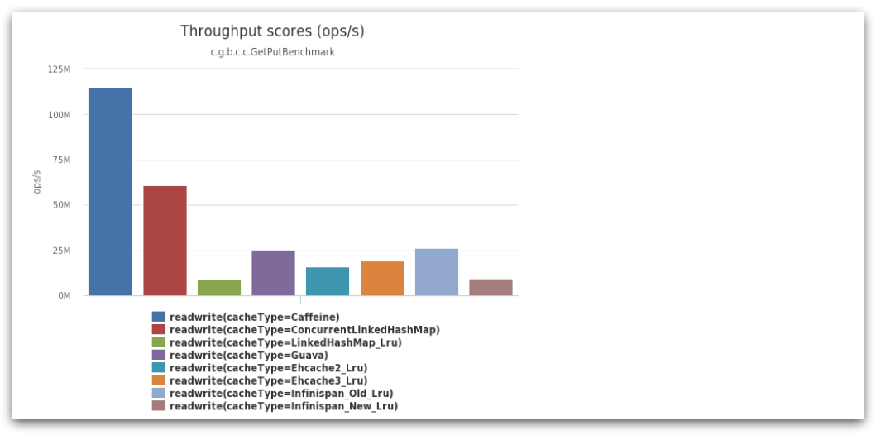 Throughput scores (ops/s)
c.g.b.c.c.GetPutBenchmark
125M
100M
75M
50M
25M
0M
ops/s
readwrite(cacheType=Caffeine)
readwrite(cacheType=ConcurrentLinkedHashMap)
readwrite(cacheType=LinkedHashMap_Lru)
readwrite(cacheType=Guava)
readwrite(cacheType=Ehcache2_Lru)
readwrite(cacheType=Ehcache3_Lru)
readwrite(cacheType=Infinispan_Old_Lru)
readwrite(cacheType=Infinispan_New_Lru)